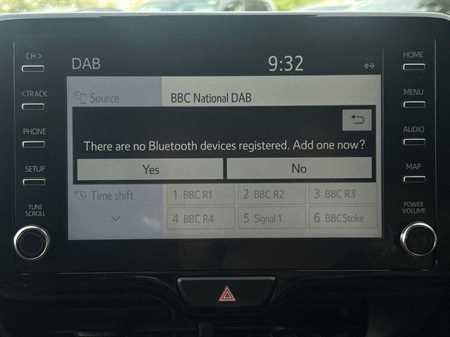 CH >
< TRACK
PHONE
SETUP
TUNE
SCROLL
DAB
9:32
Source
BBC National DAB
There are no Bluetooth devices registered. Add one now?
Yes
No
Time shift
1 BBC R1
2 BBC R2
3 BBC R3
4 BBC R4
5 Signal 1
6 BBCStoke
HOME
MENU
AUDIO
MAP
POWER
VOLUME